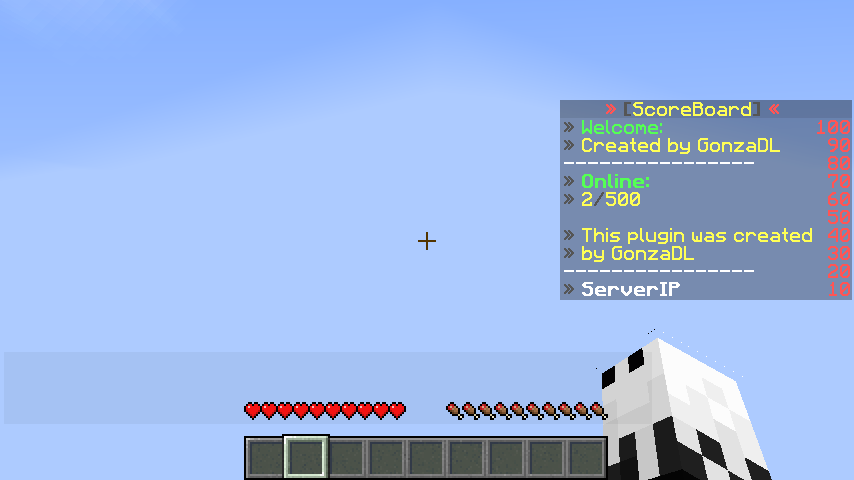 » [ScoreBoard] «
» Welcome: 100
» Created by GonzaDL 90
----------------- 80
» Online: 70
» 2/500 60
50
» This plugin was created 40
» by GonzaDL 30
----------------- 20
» ServerIP 10